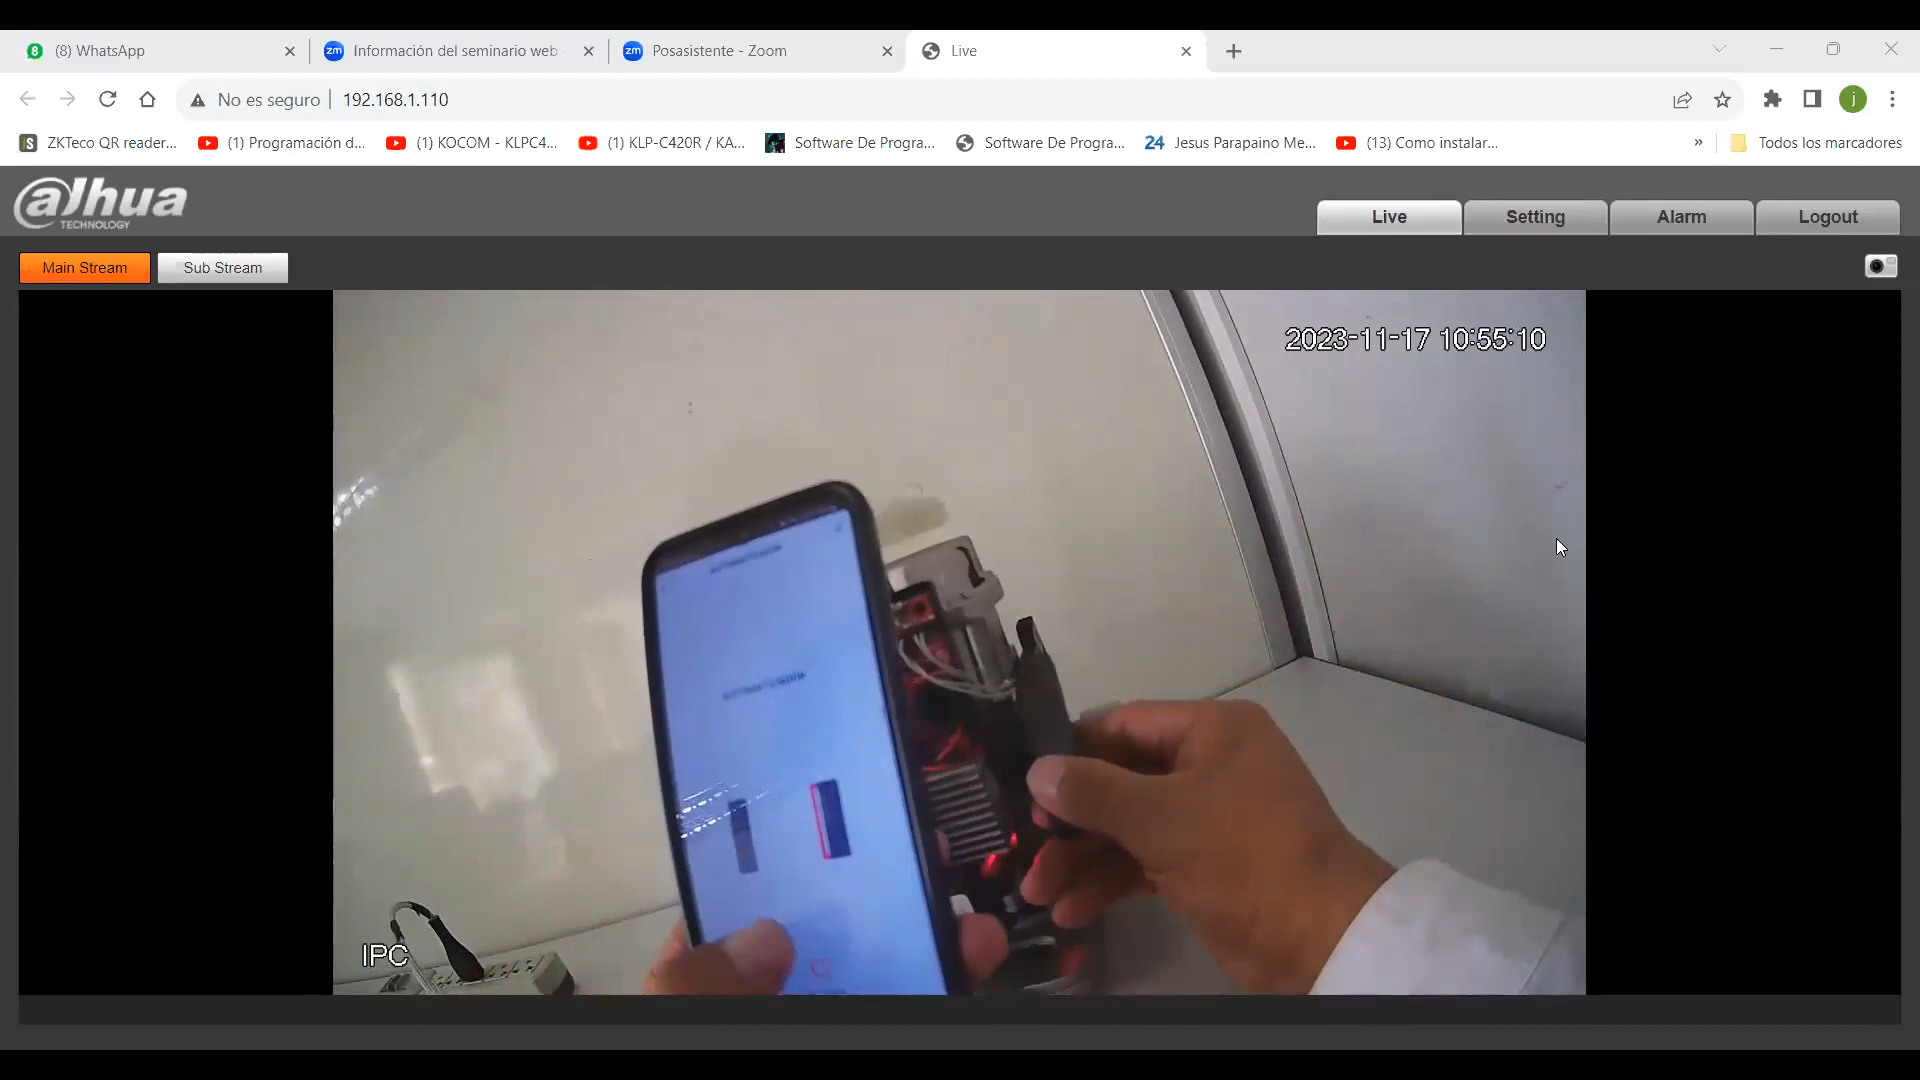 (8) WhatsApp
Información del seminario web -
Posasistente - Zoom
Live
No es seguro
192.168.1.110
ZKTeco QR reader...
(1) Programación d...
(1) KOCOM - KLPC4...
(1) KLP-C420R / KA...
Software De Progra...
Software De Progra...
24
Jesus Parapaino Me...
(13) Como instalar...
»
Todos los marcadores
alhua
TECHNOLOGY
Live
Setting
Alarm
Logout
Main Stream
Sub Stream
2023-11-17 10:55:10
IPC